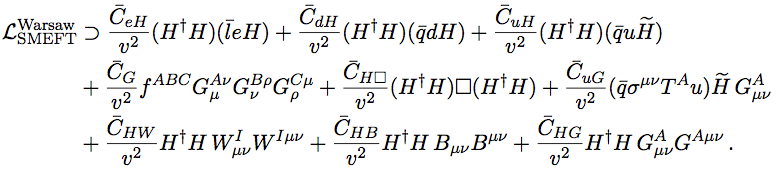 $\mathcal{L}_{\text{SMEFT}}^{\text{Warsaw}} \supset \frac{\bar{C}_{eH}}{v^2}(H^\dagger H)(\bar{l}eH) + \frac{\bar{C}_{dH}}{v^2}(H^\dagger H)(\bar{q}dH) + \frac{\bar{C}_{uH}}{v^2}(H^\dagger H)(\bar{q}u\widetilde{H})$
$+ \frac{\bar{C}_G}{v^2} f^{ABC} G_\mu^{A\nu} G_\nu^{B\rho} G_\rho^{C\mu} + \frac{\bar{C}_{H\square}}{v^2}(H^\dagger H)\square(H^\dagger H) + \frac{\bar{C}_{uG}}{v^2}(\bar{q}\sigma^{\mu\nu} T^A u)\widetilde{H}\, G_{\mu\nu}^A$
$+ \frac{\bar{C}_{HW}}{v^2} H^\dagger H\, W_{\mu\nu}^I W^{I\mu\nu} + \frac{\bar{C}_{HB}}{v^2} H^\dagger H\, B_{\mu\nu} B^{\mu\nu} + \frac{\bar{C}_{HG}}{v^2} H^\dagger H\, G_{\mu\nu}^A G^{A\mu\nu}\,.$